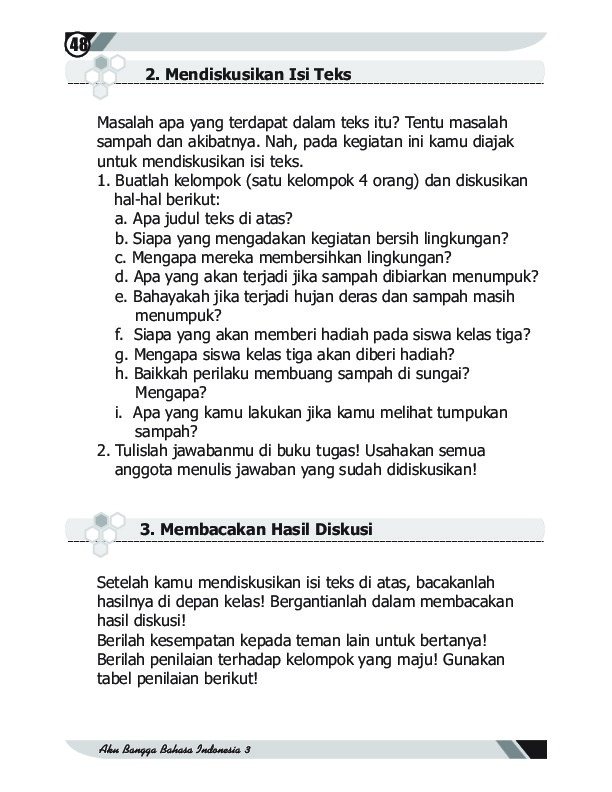 48
2. Mendiskusikan Isi Teks
Masalah apa yang terdapat dalam teks itu? Tentu masalah
sampah dan akibatnya. Nah, pada kegiatan ini kamu diajak
untuk mendiskusikan isi teks.
1. Buatlah kelompok (satu kelompok 4 orang) dan diskusikan
hal-hal berikut:
a. Apa judul teks di atas?
b. Siapa yang mengadakan kegiatan bersih lingkungan?
c. Mengapa mereka membersihkan lingkungan?
d. Apa yang akan terjadi jika sampah dibiarkan menumpuk?
e. Bahayakah jika terjadi hujan deras dan sampah masih
menumpuk?
f. Siapa yang akan memberi hadiah pada siswa kelas tiga?
g. Mengapa siswa kelas tiga akan diberi hadiah?
h. Baikkah perilaku membuang sampah di sungai?
Mengapa?
i. Apa yang kamu lakukan jika kamu melihat tumpukan
sampah?
2. Tulislah jawabanmu di buku tugas! Usahakan semua
anggota menulis jawaban yang sudah didiskusikan!
3. Membacakan Hasil Diskusi
Setelah kamu mendiskusikan isi teks di atas, bacakanlah
hasilnya di depan kelas! Bergantianlah dalam membacakan
hasil diskusi!
Berilah kesempatan kepada teman lain untuk bertanya!
Berilah penilaian terhadap kelompok yang maju! Gunakan
tabel penilaian berikut!
Aku Bangga Bahasa Indonesia 3